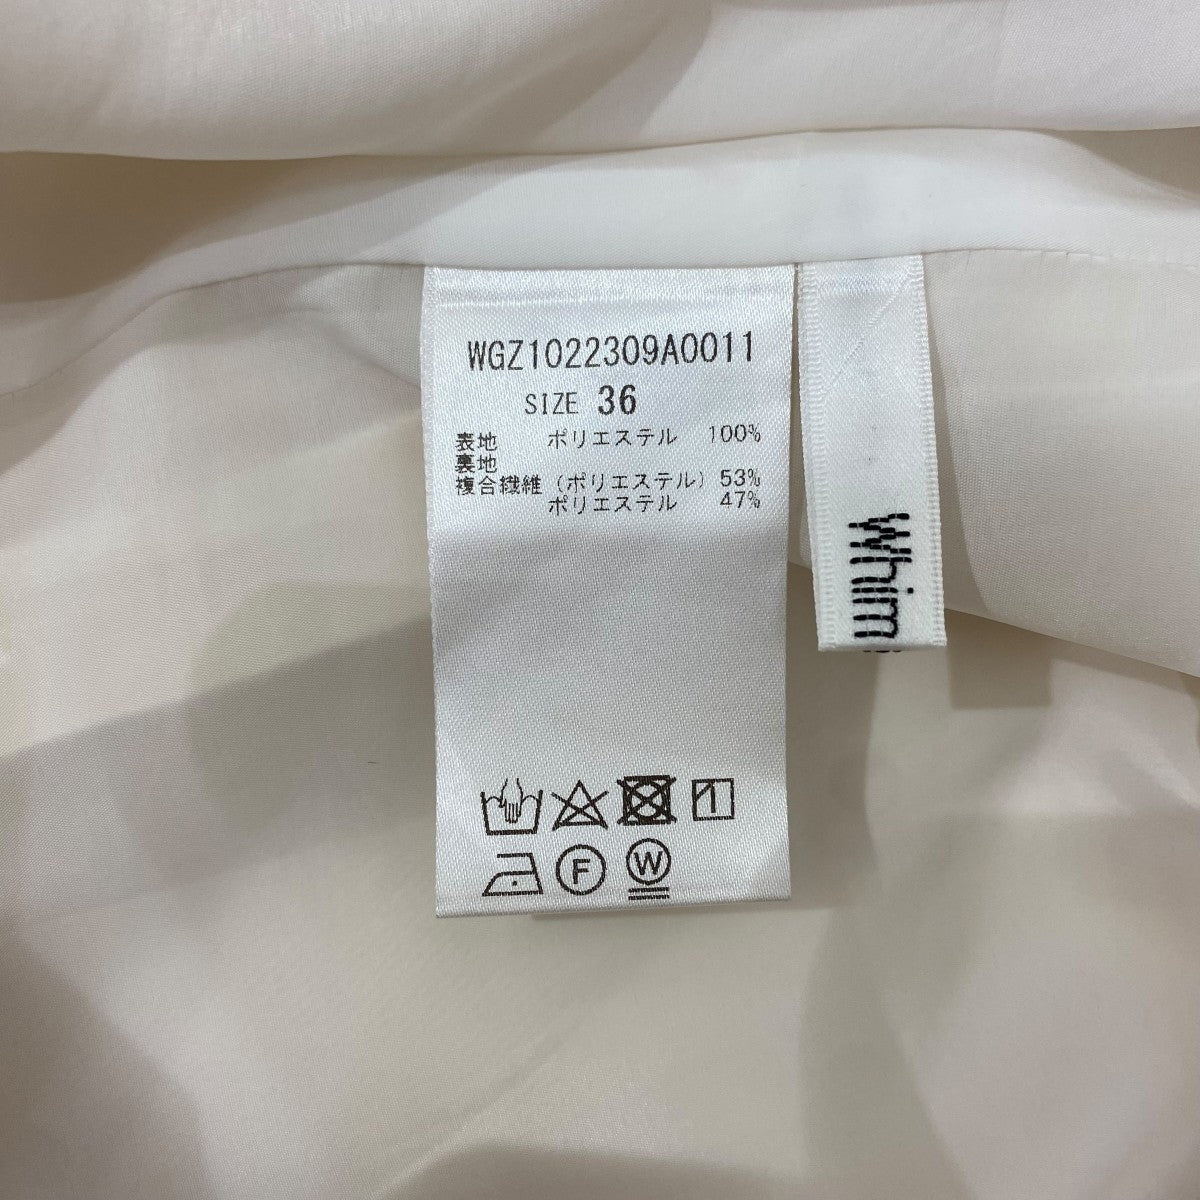 WGZ1022309A0011
SIZE 36
表地 ポリエステル 100%
裏地
複合繊維(ポリエステル) 53%
ポリエステル 47%
1
F
W
Whim